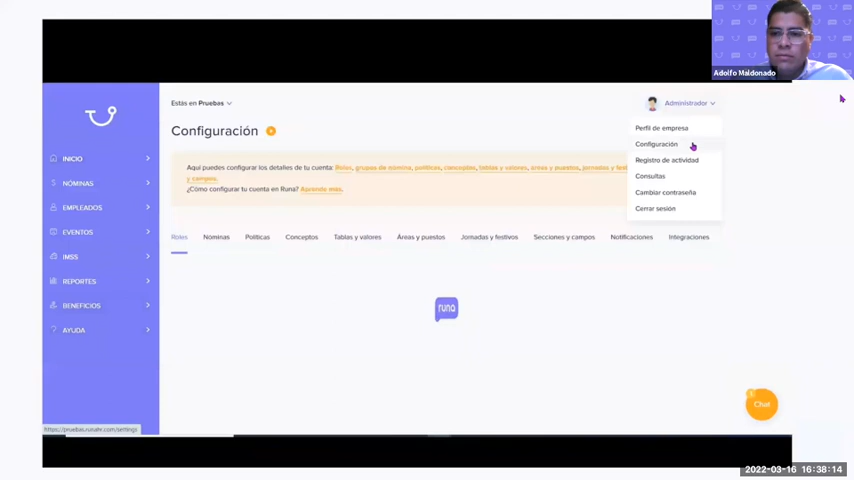 Adolfo Maldonado
Estás en Pruebas
Administrador
Configuración
Perfil de empresa
Configuración
Registro de actividad
Consultas
Cambiar contraseña
Cerrar sesión
Aquí puedes configurar los detalles de tu cuenta: Roles, grupos de nómina, políticas, conceptos, tablas y valores, áreas y puestos, jornadas y fest
y campos.
¿Cómo configurar tu cuenta en Runa? Aprende más.
INICIO
NÓMINAS
EMPLEADOS
EVENTOS
IMSS
REPORTES
BENEFICIOS
AYUDA
Roles Nóminas Políticas Conceptos Tablas y valores Áreas y puestos Jornadas y festivos Secciones y campos Notificaciones Integraciones
runa
Chat
https://pruebas.runahr.com/settings
2022-03-16 16:38:14